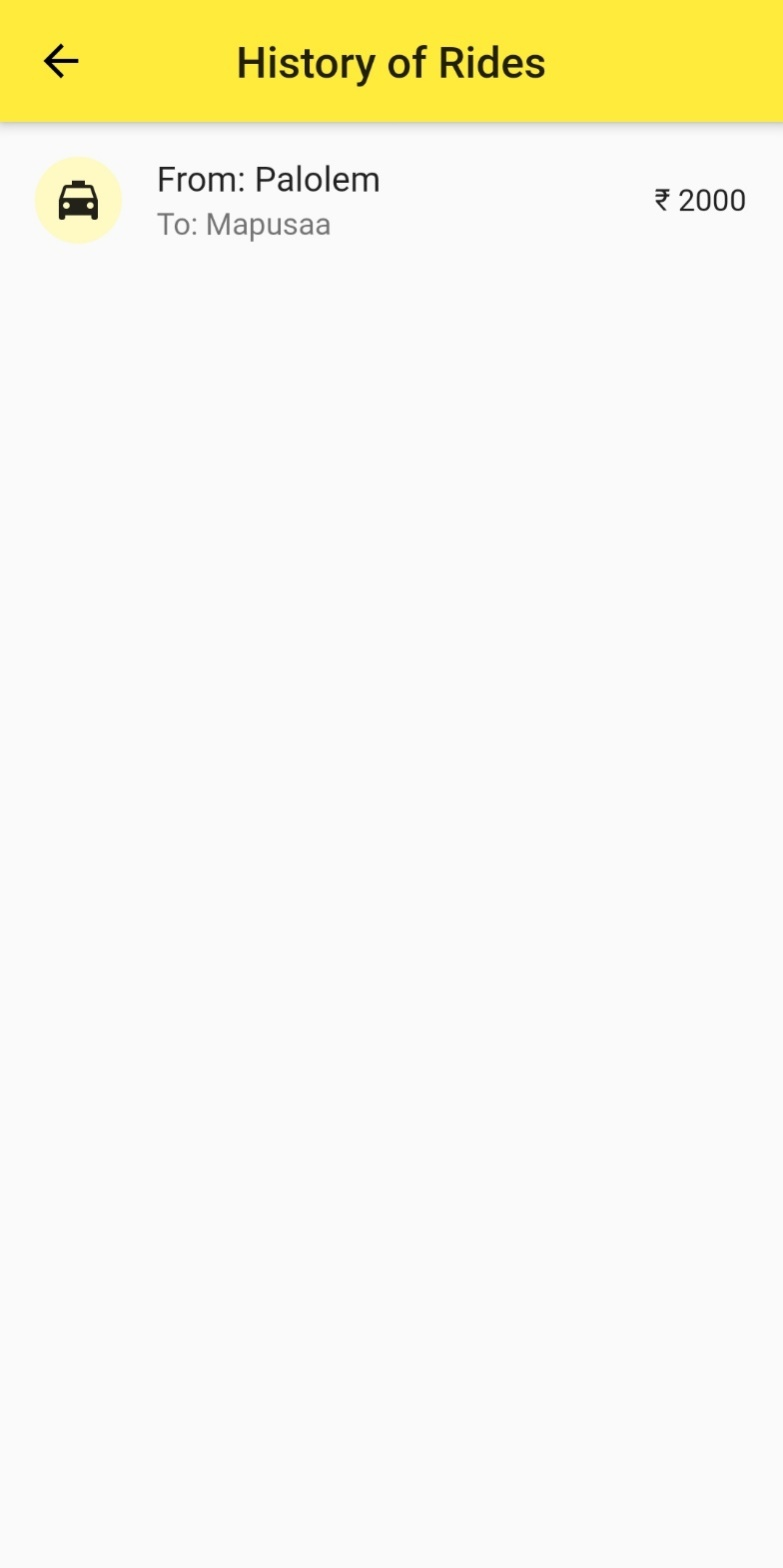 History of Rides
From: Palolem
To: Mapusaa
₹ 2000